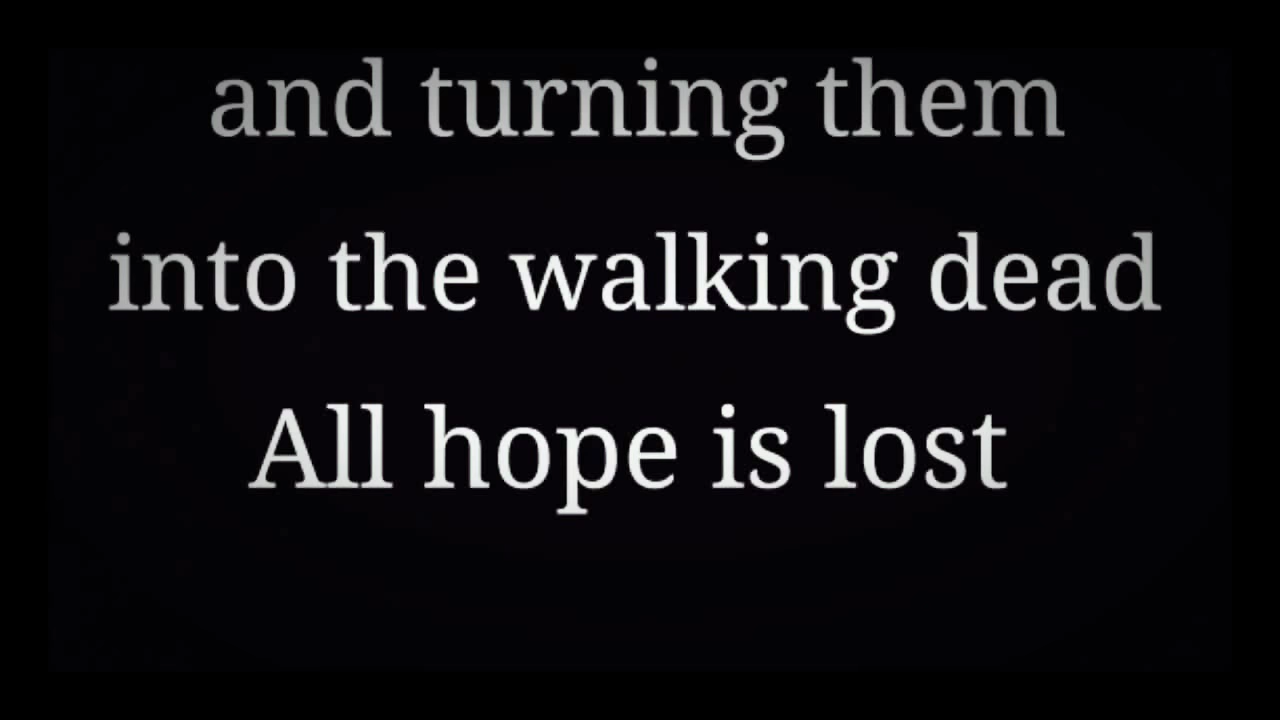 and turning them
into the walking dead
All hope is lost